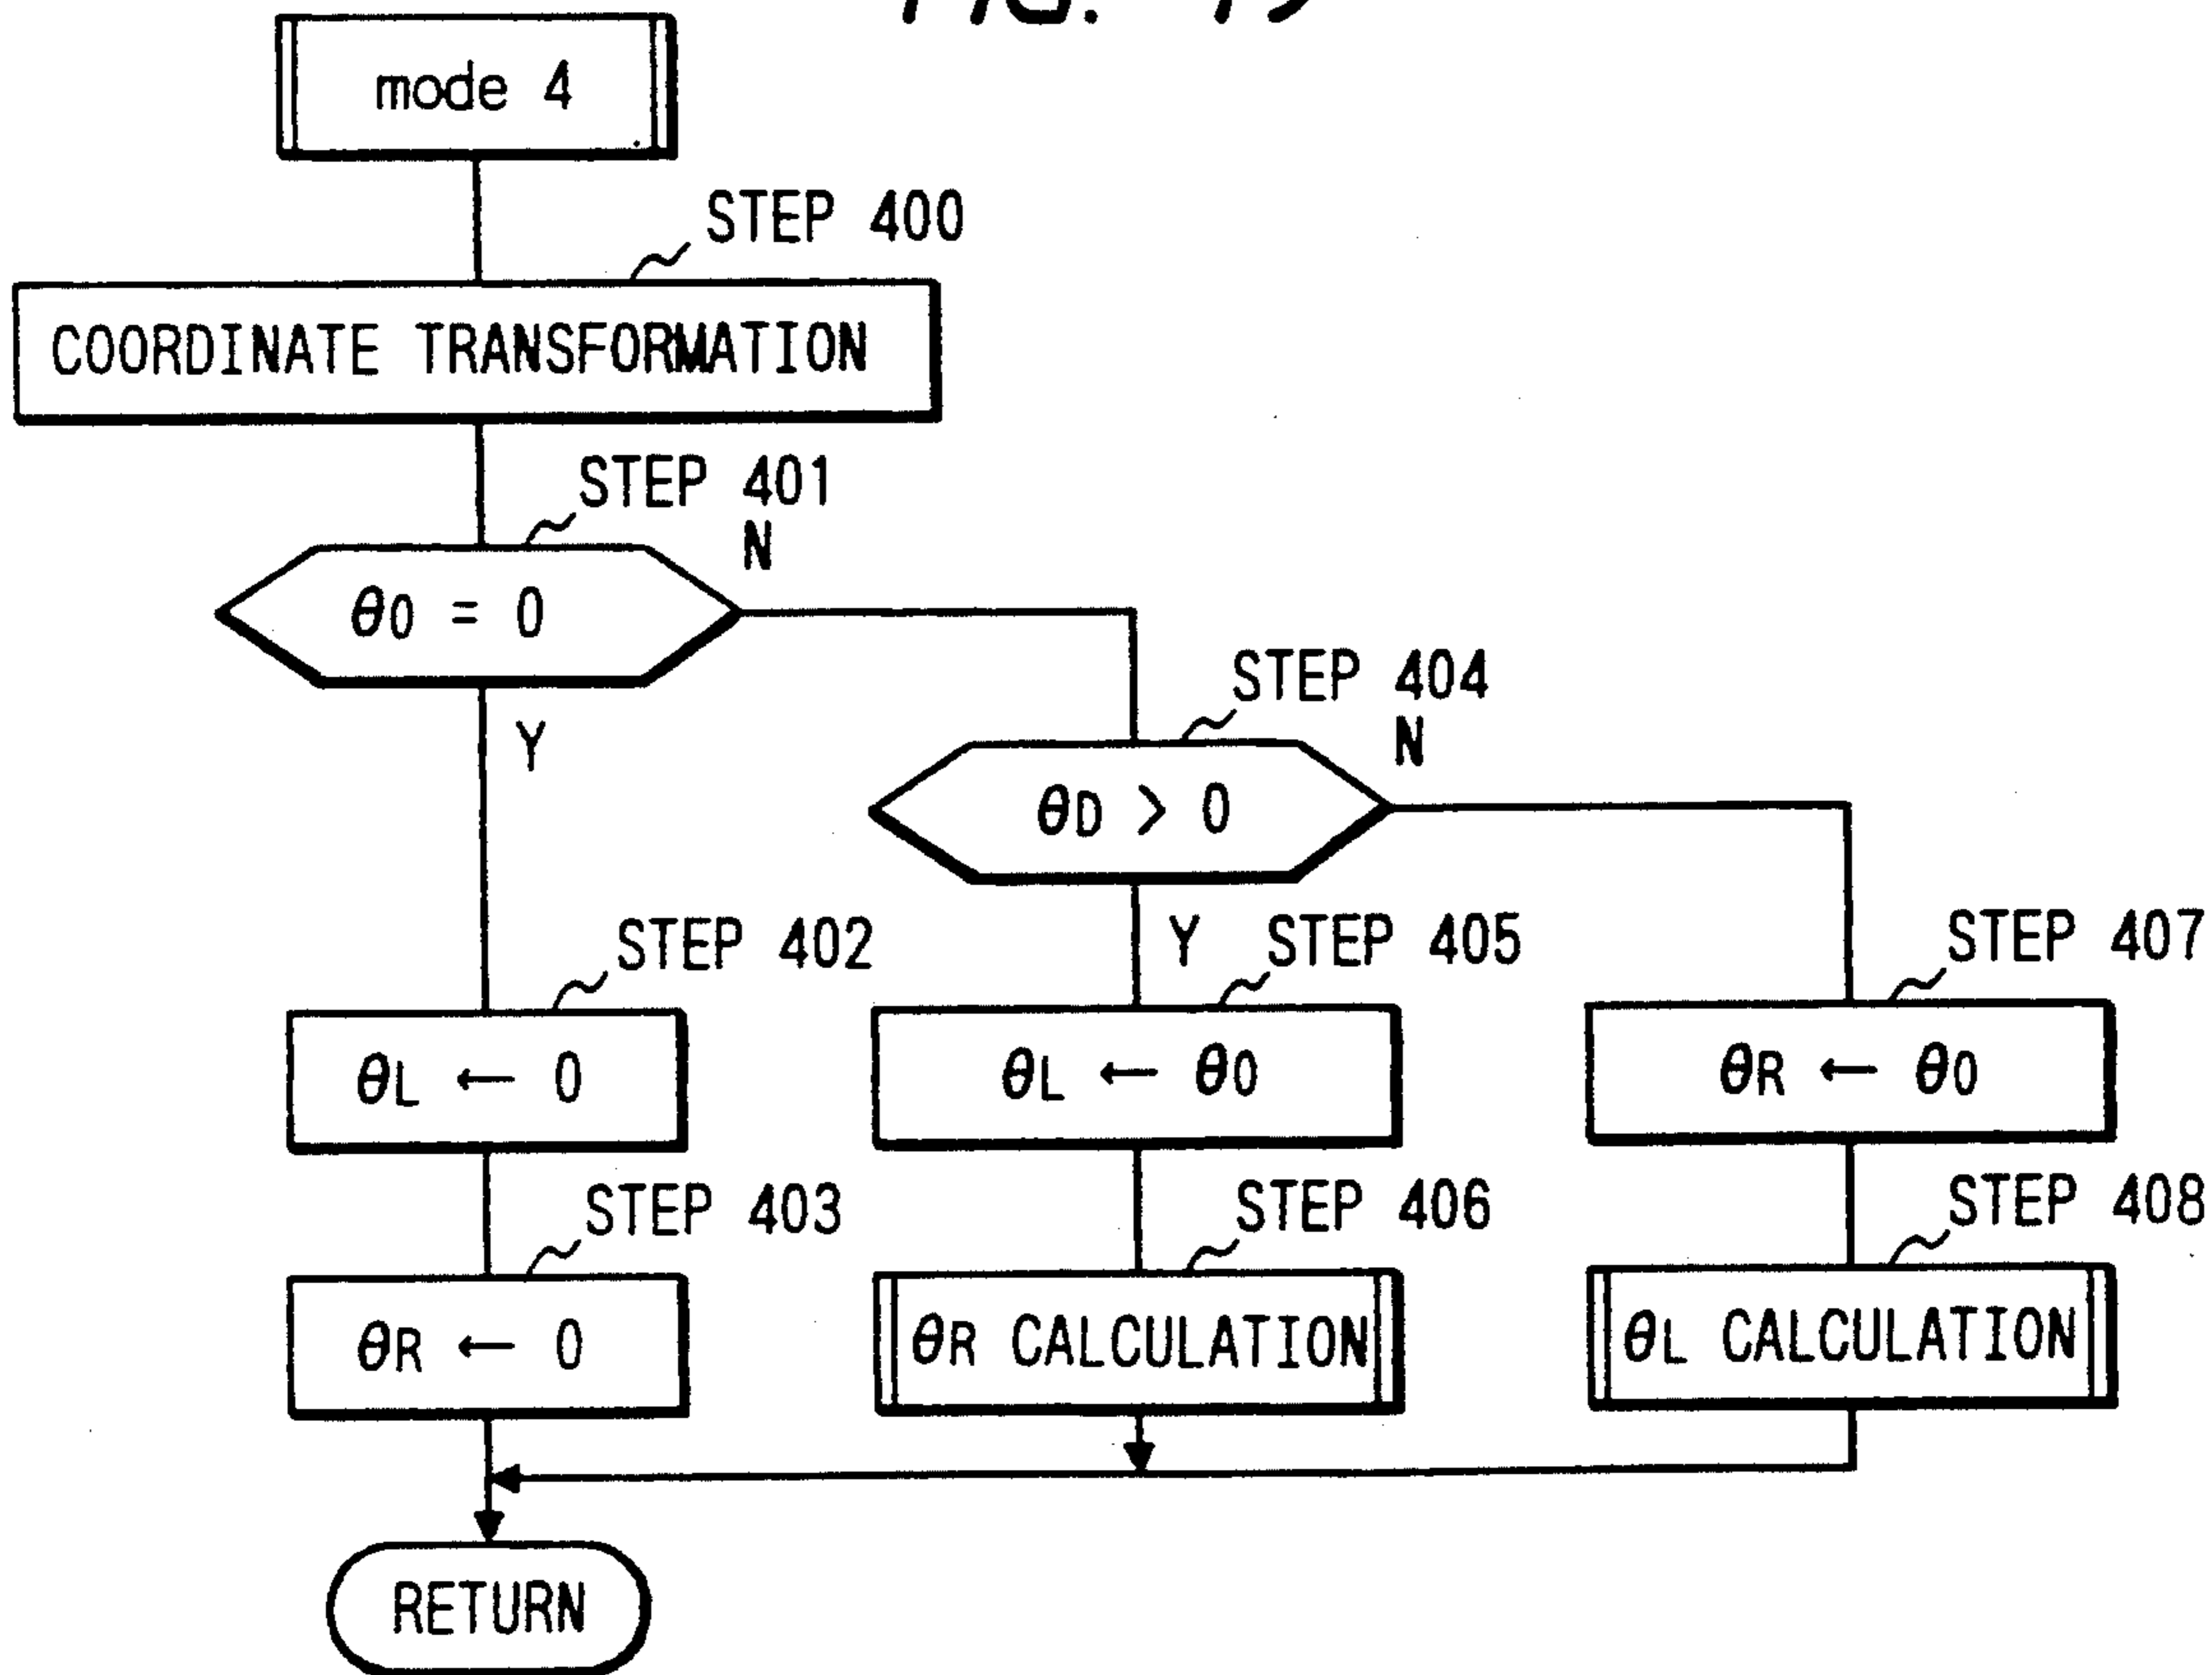 mode 4
STEP 400
COORDINATE TRANSFORMATION
STEP 401
N
θ0 = 0
Y
STEP 404
N
θD > 0
Y
STEP 402
STEP 405
STEP 407
θL ← 0
θL ← θ0
θR ← θ0
STEP 403
STEP 406
STEP 408
θR ← 0
θR CALCULATION
θL CALCULATION
RETURN